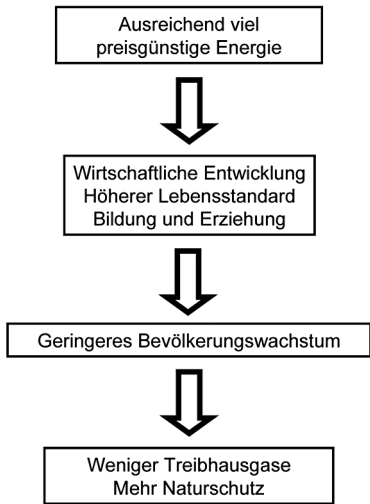 Ausreichend viel
preisgünstige Energie
Wirtschaftliche Entwicklung
Höherer Lebensstandard
Bildung und Erziehung
Geringeres Bevölkerungswachstum
Weniger Treibhausgase
Mehr Naturschutz